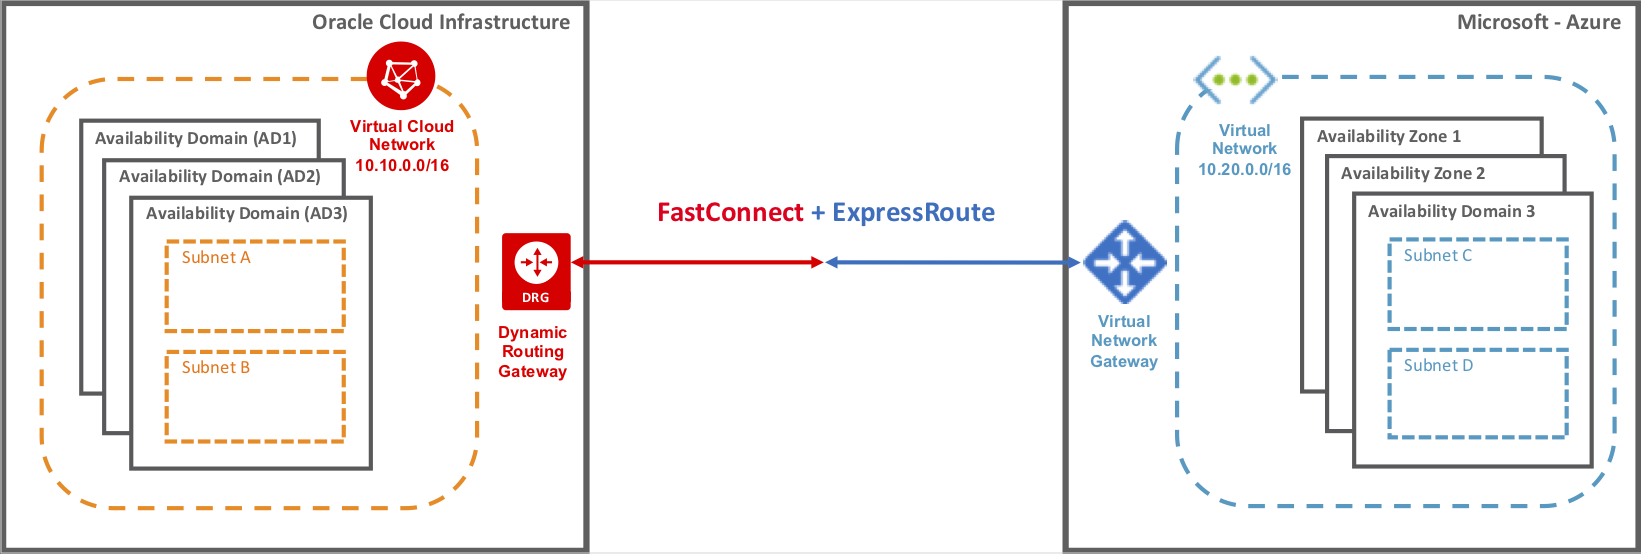 Oracle Cloud Infrastructure
Virtual Cloud
Network
10.10.0.0/16
Availability Domain (AD1)
Availability Domain (AD2)
Availability Domain (AD3)
Subnet A
Subnet B
DRG
Dynamic
Routing
Gateway
FastConnect + ExpressRoute
Microsoft - Azure
Virtual
Network
10.20.0.0/16
Availability Zone 1
Availability Zone 2
Availability Domain 3
Subnet C
Subnet D
Virtual
Network
Gateway